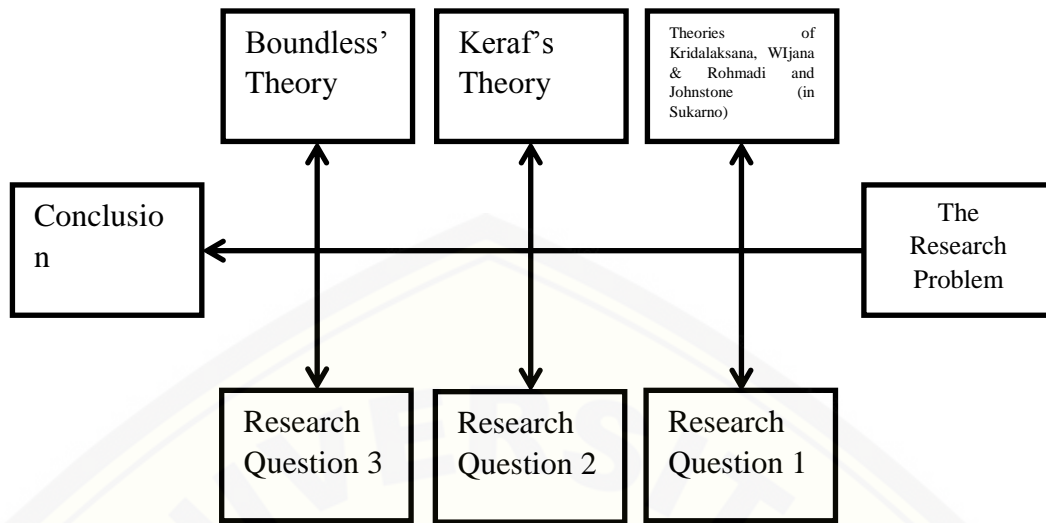 Boundless’
Theory
Keraf’s
Theory
Theories of
Kridalaksana, WIjana
& Rohmadi and
Johnstone (in
Sukarno)
Conclusio
n
The
Research
Problem
Research
Question 3
Research
Question 2
Research
Question 1
IVERSIT